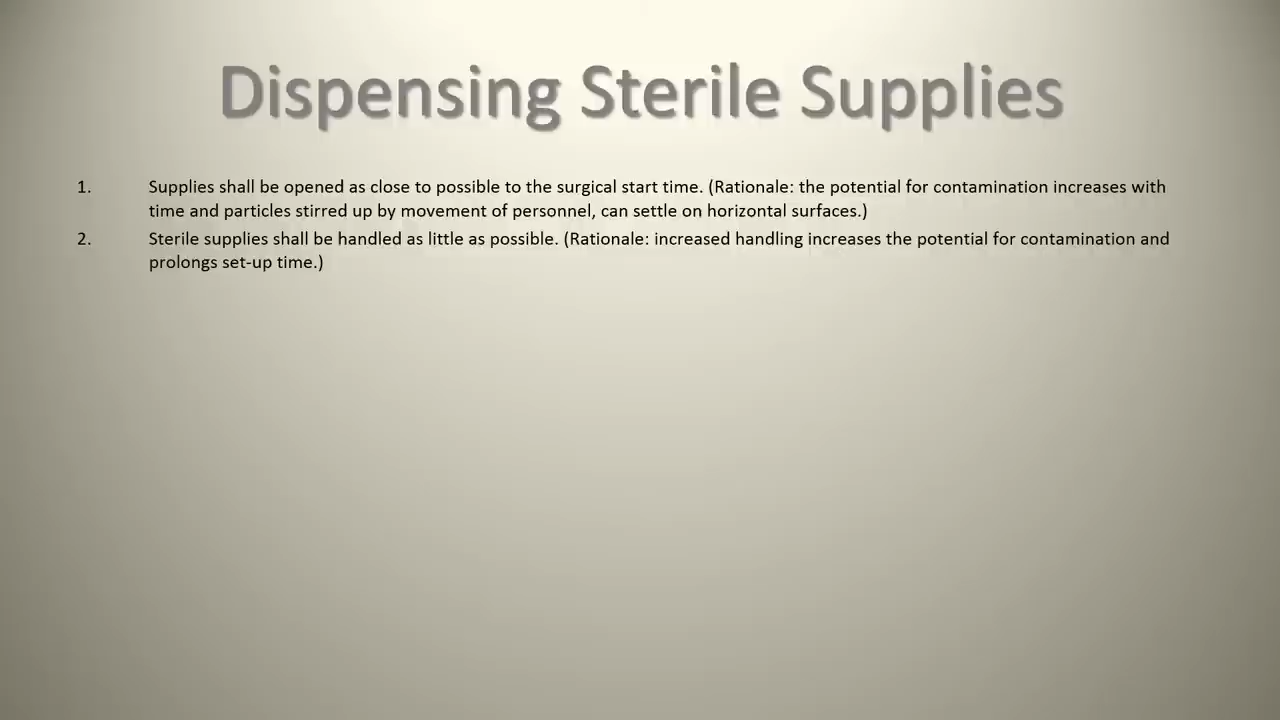 Dispensing Sterile Supplies
1. Supplies shall be opened as close to possible to the surgical start time. (Rationale: the potential for contamination increases with
time and particles stirred up by movement of personnel, can settle on horizontal surfaces.)
2. Sterile supplies shall be handled as little as possible. (Rationale: increased handling increases the potential for contamination and
prolongs set-up time.)